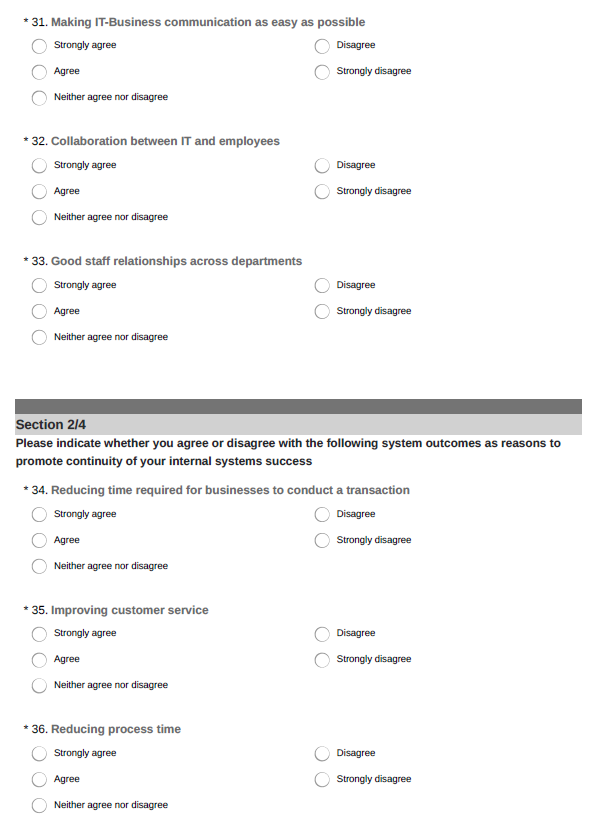 * 31. Making IT-Business communication as easy as possible
Strongly agree
Disagree
Agree
Strongly disagree
Neither agree nor disagree
* 32. Collaboration between IT and employees
Strongly agree
Disagree
Agree
Strongly disagree
Neither agree nor disagree
* 33. Good staff relationships across departments
Strongly agree
Disagree
Agree
Strongly disagree
Neither agree nor disagree
Section 2/4
Please indicate whether you agree or disagree with the following system outcomes as reasons to
promote continuity of your internal systems success
* 34. Reducing time required for businesses to conduct a transaction
Strongly agree
Disagree
Agree
Strongly disagree
Neither agree nor disagree
* 35. Improving customer service
Strongly agree
Disagree
Agree
Strongly disagree
Neither agree nor disagree
* 36. Reducing process time
Strongly agree
Disagree
Agree
Strongly disagree
Neither agree nor disagree